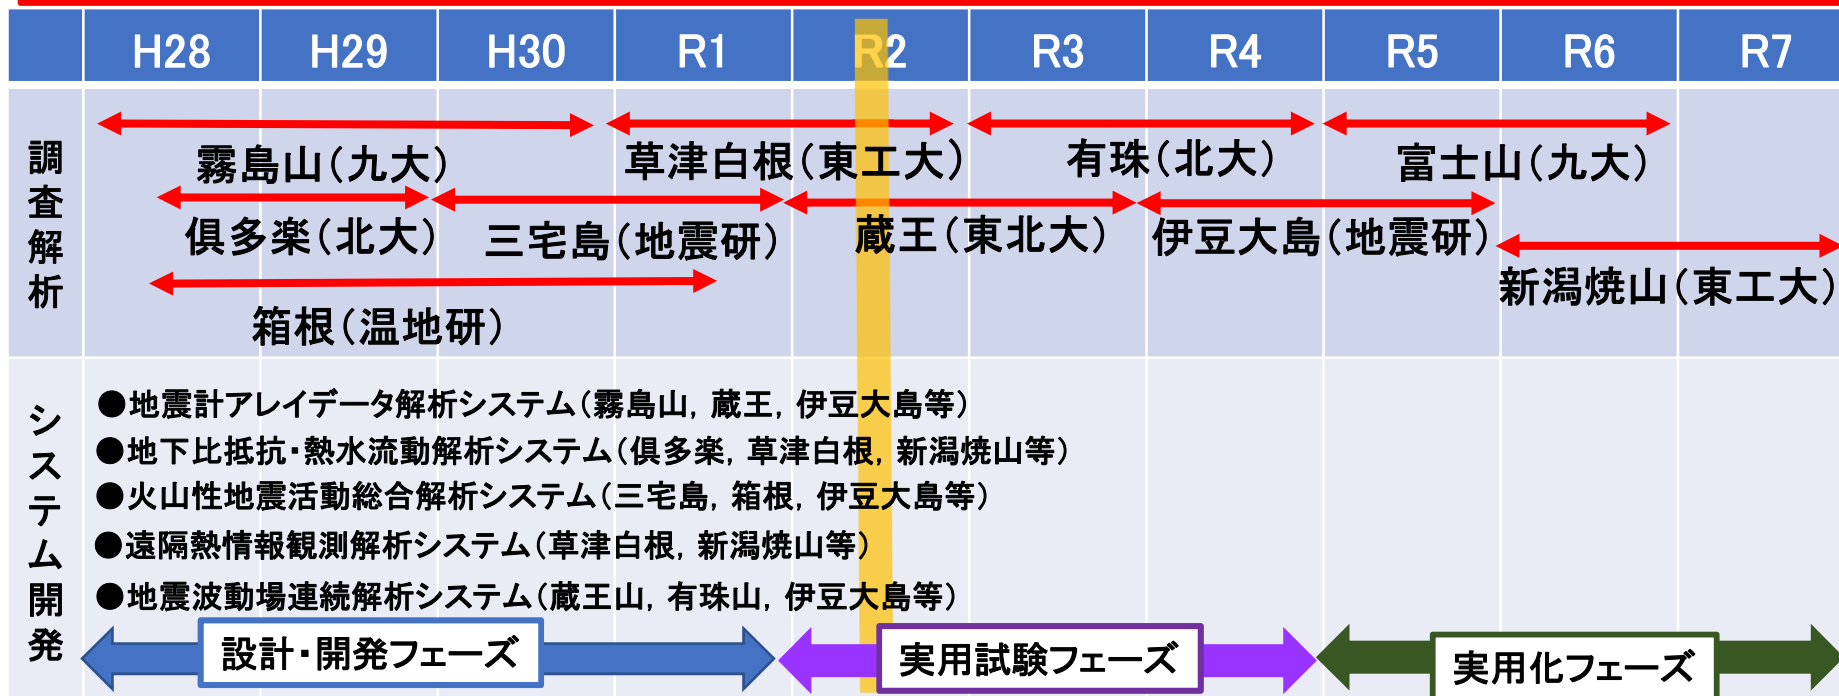 H28 H29 H30 R1 R2 R3 R4 R5 R6 R7
調査解析
霧島山(九大)
草津白根(東工大)
有珠(北大)
富士山(九大)
倶多楽(北大)
三宅島(地震研)
蔵王(東北大)
伊豆大島(地震研)
新潟焼山(東工大)
箱根(温地研)
システム開発
●地震計アレイデータ解析システム(霧島山, 蔵王, 伊豆大島等)
●地下比抵抗・熱水流動解析システム(倶多楽, 草津白根, 新潟焼山等)
●火山性地震活動総合解析システム(三宅島, 箱根, 伊豆大島等)
●遠隔熱情報観測解析システム(草津白根, 新潟焼山等)
●地震波動場連続解析システム(蔵王山, 有珠山, 伊豆大島等)
設計・開発フェーズ
実用試験フェーズ
実用化フェーズ